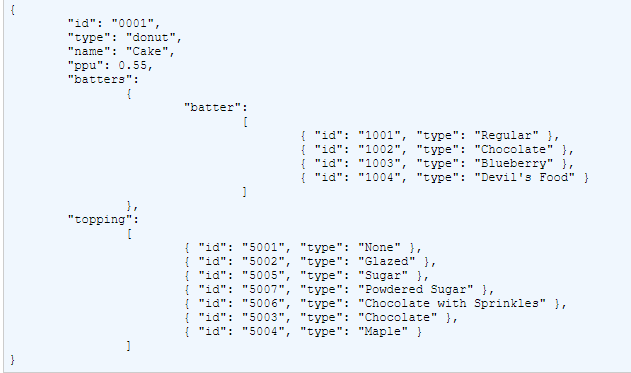 {
"id": "0001",
"type": "donut",
"name": "Cake",
"ppu": 0.55,
"batters":
{
"batter":
[
{ "id": "1001", "type": "Regular" },
{ "id": "1002", "type": "Chocolate" },
{ "id": "1003", "type": "Blueberry" },
{ "id": "1004", "type": "Devil's Food" }
]
},
"topping":
[
{ "id": "5001", "type": "None" },
{ "id": "5002", "type": "Glazed" },
{ "id": "5005", "type": "Sugar" },
{ "id": "5007", "type": "Powdered Sugar" },
{ "id": "5006", "type": "Chocolate with Sprinkles" },
{ "id": "5003", "type": "Chocolate" },
{ "id": "5004", "type": "Maple" }
]
}